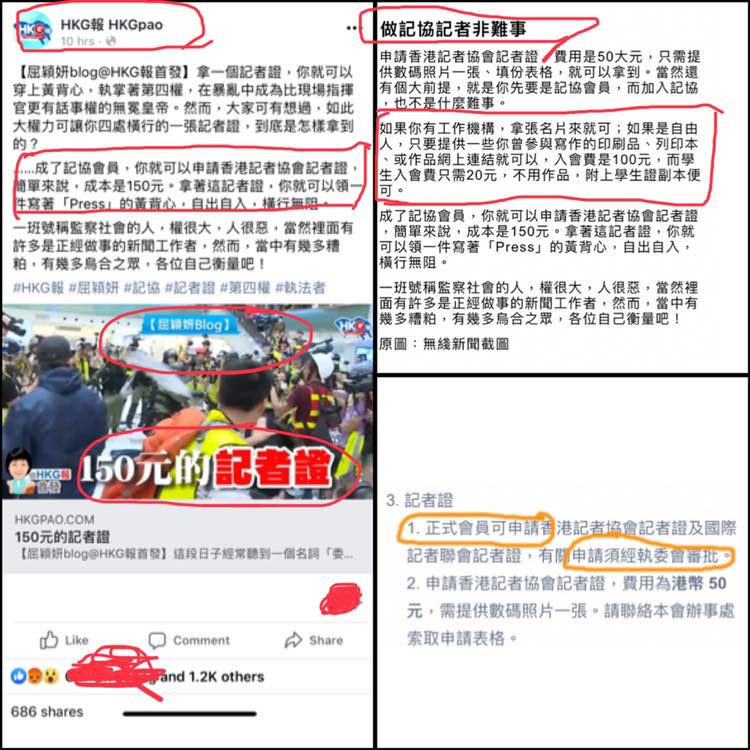 HKG報 HKGpao
10 hrs
【屈穎妍blog@HKG報首發】拿一個記者證，你就可以
穿上黃背心，執掌著第四權，在暴亂中成為比現場指揮
官更有話事權的無冕皇帝。然而，大家可有想過，如此
大權力可讓你四處橫行的一張記者證，到底是怎樣拿到
的？
......成了記協會員，你就可以申請香港記者協會記者證，
簡單來說，成本是150元。拿著這記者證，你就可以領一
件寫著「Press」的黃背心，自出自入，橫行無阻。
一班號稱監察社會的人，權很大，人很惡，當然裡面有
許多是正經做事的新聞工作者，然而，當中有幾多糟
粕，有幾多烏合之眾，各位自己衡量吧！
#HKG報 #屈穎妍 #記協 #記者證 #第四權 #執法者
【屈穎妍Blog】
HKG報
@HKG報
首發
150元的記者證
HKGPAO.COM
150元的記者證
【屈穎妍blog@HKG報首發】這段日子經常聽到一個名詞「委...
Like Comment Share
and 1.2K others
686 shares
做記協記者非難事
申請香港記者協會記者證，費用是50大元，只需提
供數碼照片一張、填份表格，就可以拿到。當然還
有個大前提，就是你先要是記協會員，而加入記協
，也不是什麼難事。
如果你有工作機構，拿張名片來就可；如果是自由
人，只要提供一些你曾參與寫作的印刷品、列印本
、或作品網上連結就可以，入會費是100元，而學
生入會費只需20元，不用作品，附上學生證副本便
可。
成了記協會員，你就可以申請香港記者協會記者證
，簡單來說，成本是150元。拿著這記者證，你就
可以領一件寫著「Press」的黃背心，自出自入，
橫行無阻。
一班號稱監察社會的人，權很大，人很惡，當然裡
面有許多是正經做事的新聞工作者，然而，當中有
幾多糟粕，有幾多烏合之眾，各位自己衡量吧！
原圖：無綫新聞截圖
3. 記者證
1. 正式會員可申請香港記者協會記者證及國際
記者聯會記者證，有關申請須經執委會審批。
2. 申請香港記者協會記者證，費用為港幣 50
元，需提供數碼照片一張。請聯絡本會辦事處
索取申請表格。